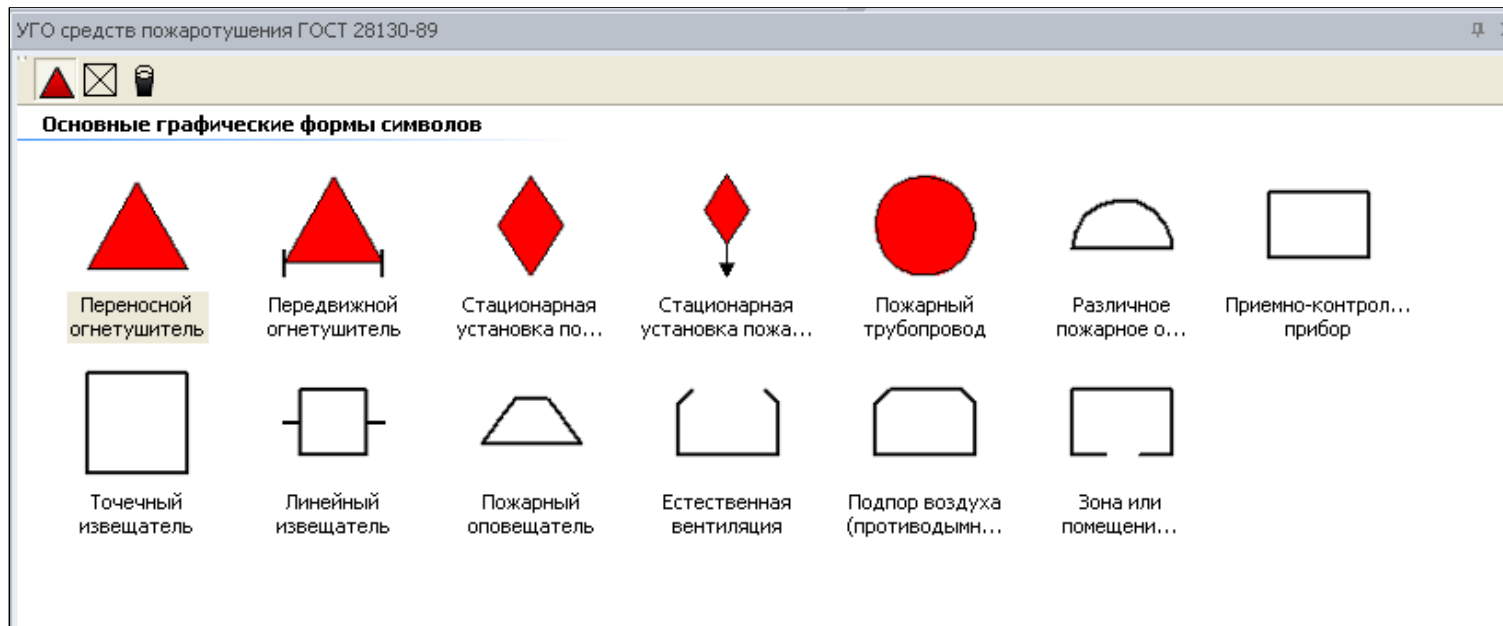 УГО средств пожаротушения ГОСТ 28130-89
Основные графические формы символов
Переносной
огнетушитель
Передвижной
огнетушитель
Стационарная
установка по...
Стационарная
установка пожа...
Пожарный
трубопровод
Различное
пожарное о...
Приемно-контрол...
прибор
Точечный
извещатель
Линейный
извещатель
Пожарный
оповещатель
Естественная
вентиляция
Подпор воздуха
(противодымн...
Зона или
помещени...